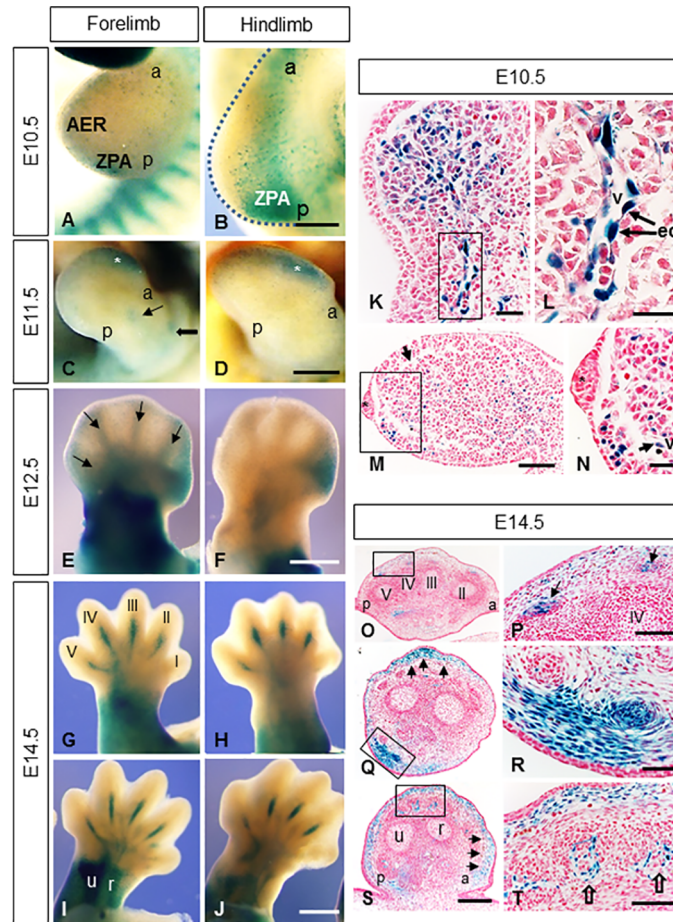 Forelimb Hindlimb
E10.5
a
AER
ZPA p
A
a
ZPA
p
B
E11.5
*
a
p
C
*
a
p
D
E12.5
E
F
E14.5
III
IV II
V I
G
H
u r
I
J
E10.5
K
v
ec
L
*
M
*
v
N
E14.5
III
IV
V II
p a
O
IV
P
Q
R
u r
p a
S
T